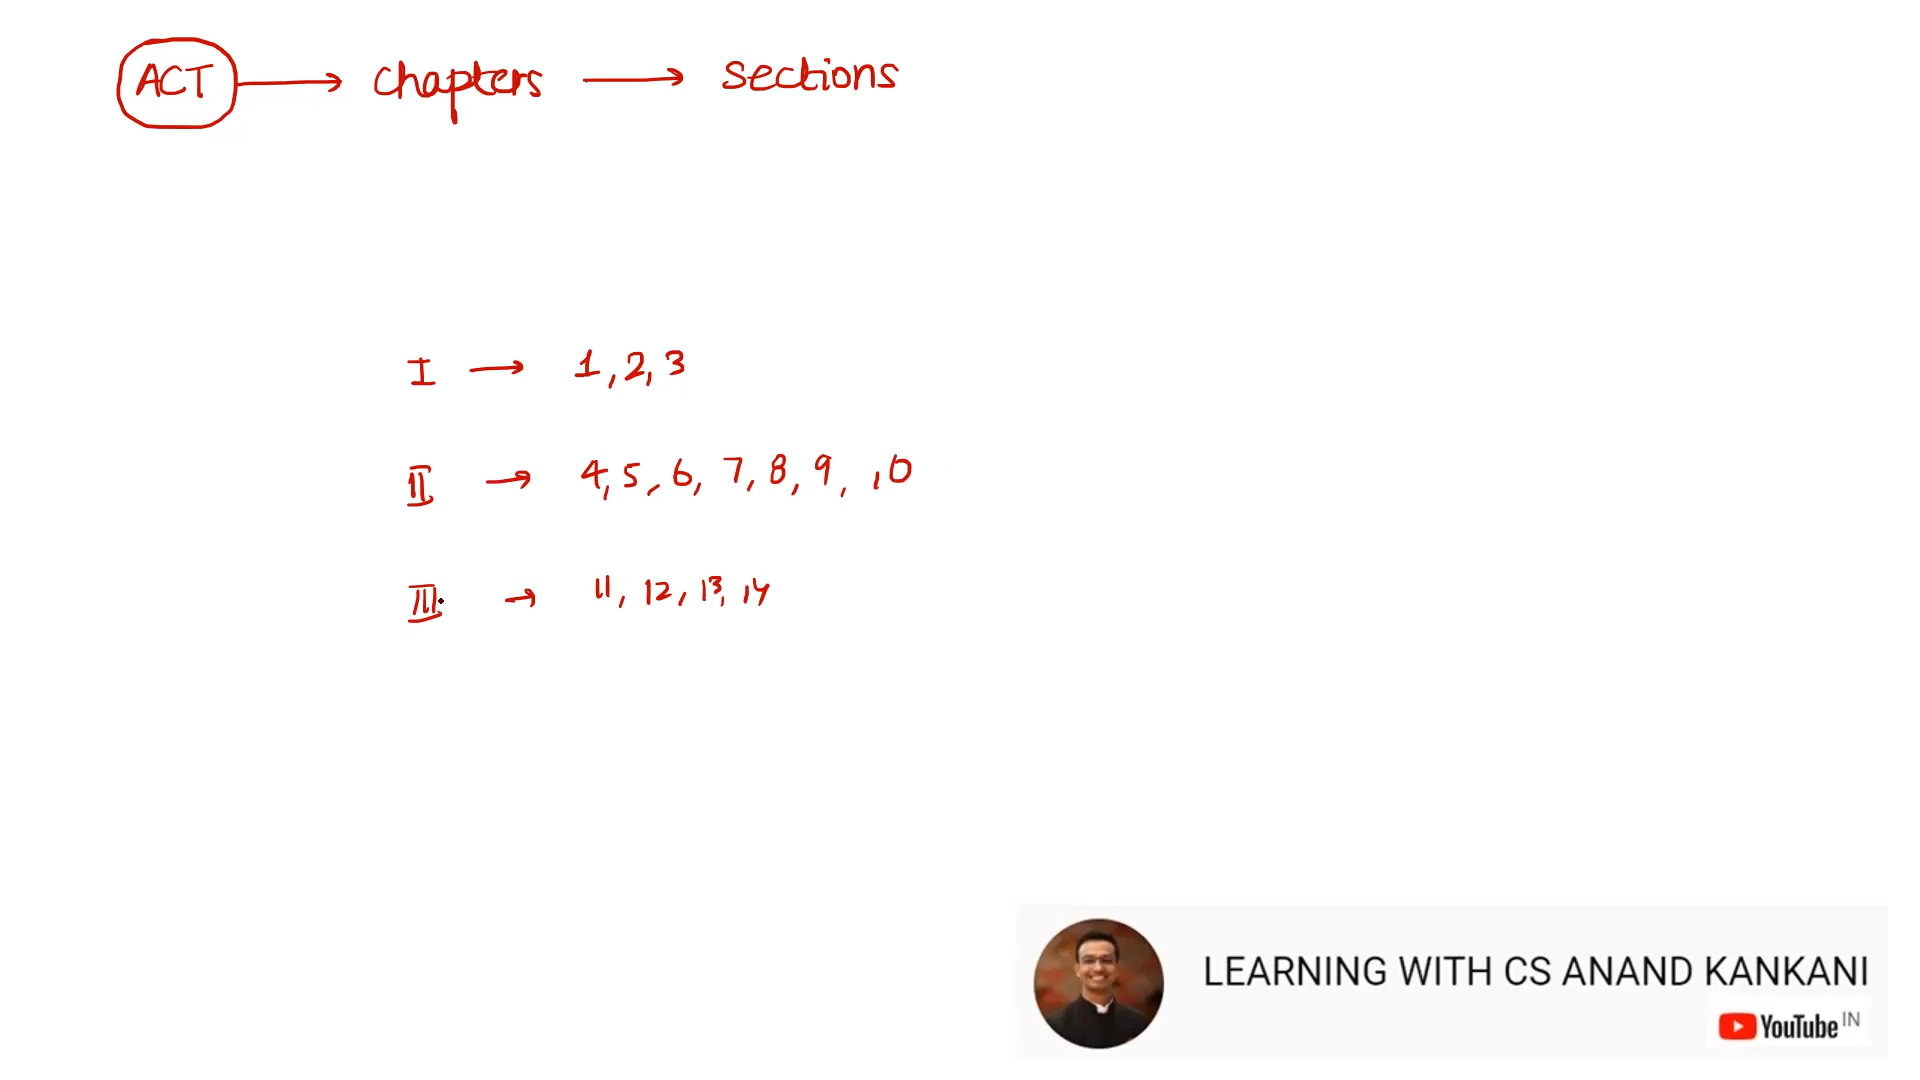 ACT → chapters → sections
I → 1, 2, 3
II → 4, 5, 6, 7, 8, 9, 10
III → 11, 12, 13, 14
LEARNING WITH CS ANAND KANKANI
YouTube IN